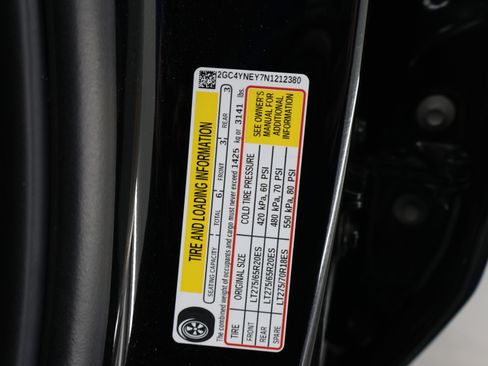 2GC4YNEY7N1212380
TIRE AND LOADING INFORMATION
SEATING CAPACITY TOTAL 6 FRONT 3 REAR 3
The combined weight of occupants and cargo must never exceed 1425 kg or 3141 lbs.
TIRE ORIGINAL SIZE COLD TIRE PRESSURE
FRONT LT275/65R20ES 420 kPa, 60 PSI
REAR LT275/65R20ES 480 kPa, 70 PSI
SPARE LT275/70R18ES 550 kPa, 80 PSI
SEE OWNER'S
MANUAL FOR
ADDITIONAL
INFORMATION